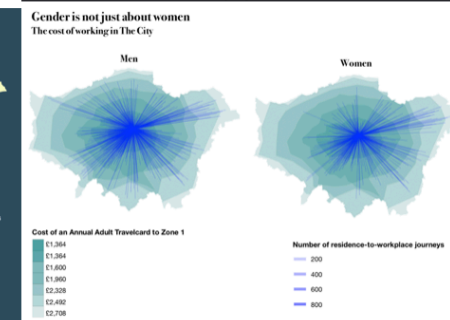 Gender is not just about women
The cost of working in The City
Men
Women
Cost of an Annual Adult Travelcard to Zone 1
£1,364
£1,364
£1,600
£1,960
£2,328
£2,492
£2,708
Number of residence-to-workplace journeys
200
400
600
800